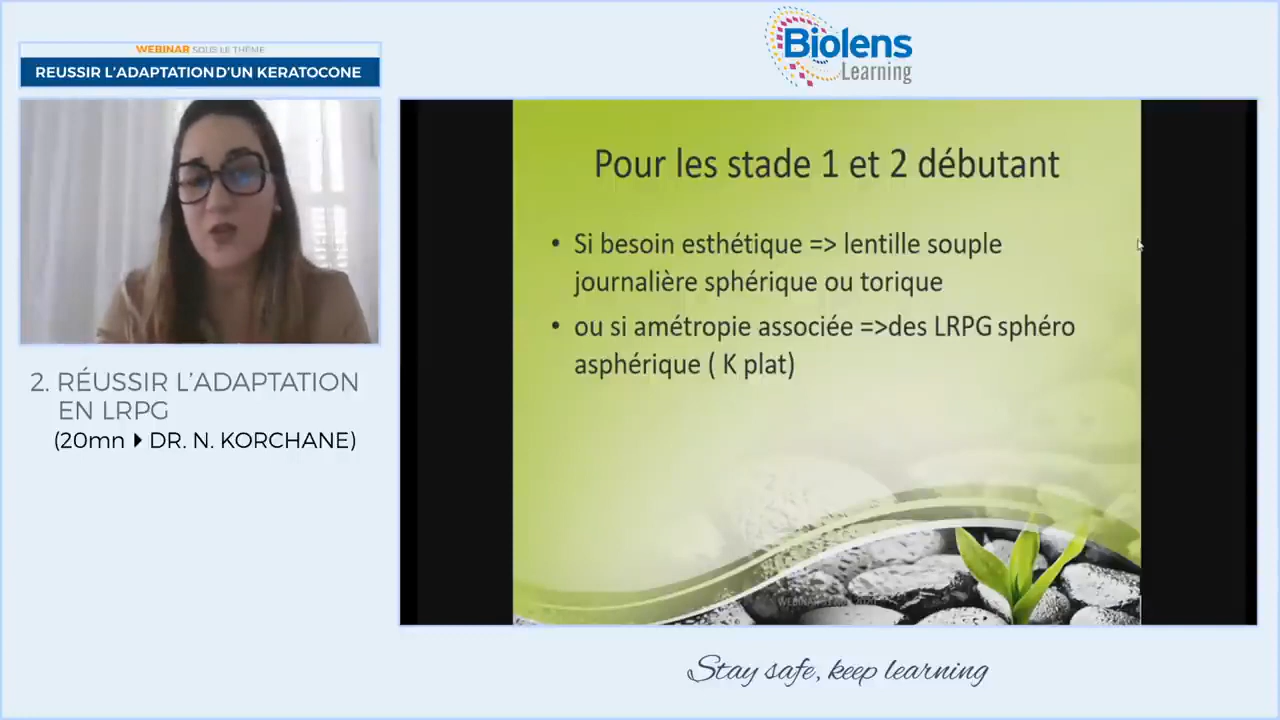 WEBINAR SOUS LE THÈME
REUSSIR L'ADAPTATION D'UN KERATOCONE
Biolens
Learning
Pour les stade 1 et 2 débutant
• Si besoin esthétique => lentille souple
journalière sphérique ou torique
• ou si amétropie associée =>des LRPG sphéro
asphérique ( K plat)
2. RÉUSSIR L'ADAPTATION
EN LRPG
(20mn ▶ DR. N. KORCHANE)
Stay safe, keep learning